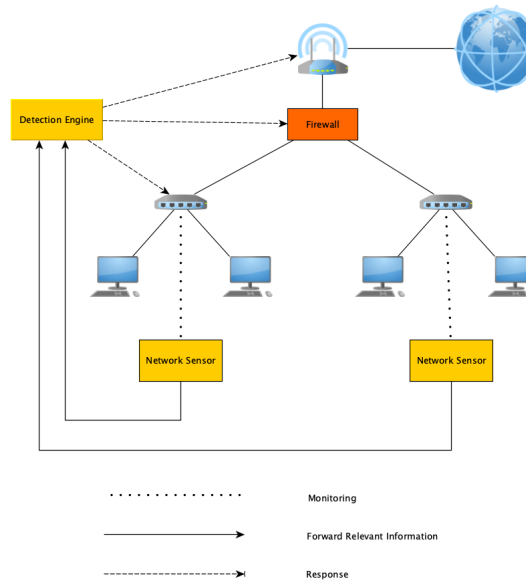 Detection Engine
Firewall
Network Sensor
Network Sensor
Monitoring
Forward Relevant Information
Response